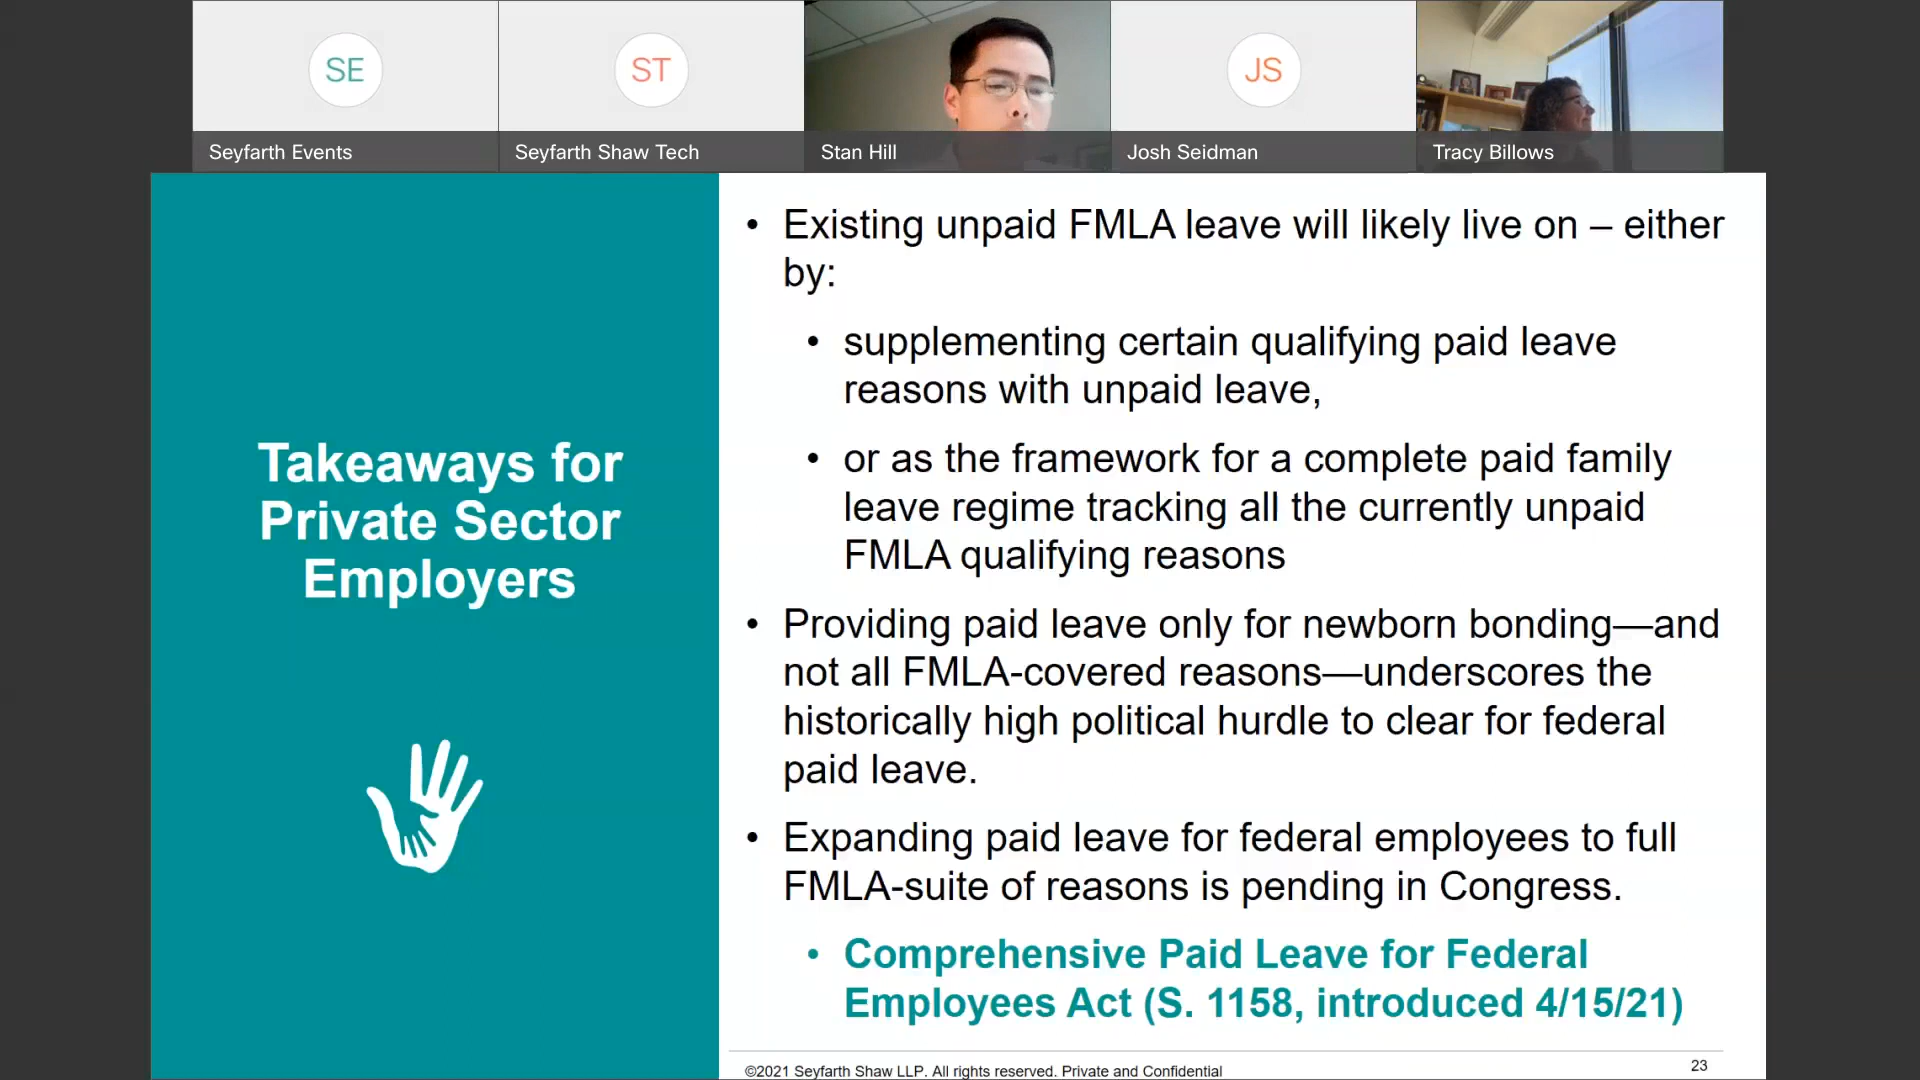 SE
ST
JS
Seyfarth Events
Seyfarth Shaw Tech
Stan Hill
Josh Seidman
Tracy Billows
Takeaways for
Private Sector
Employers
• Existing unpaid FMLA leave will likely live on – either
by:
• supplementing certain qualifying paid leave
reasons with unpaid leave,
• or as the framework for a complete paid family
leave regime tracking all the currently unpaid
FMLA qualifying reasons
• Providing paid leave only for newborn bonding—and
not all FMLA-covered reasons—underscores the
historically high political hurdle to clear for federal
paid leave.
• Expanding paid leave for federal employees to full
FMLA-suite of reasons is pending in Congress.
• Comprehensive Paid Leave for Federal
Employees Act (S. 1158, introduced 4/15/21)
©2021 Seyfarth Shaw LLP. All rights reserved. Private and Confidential
23